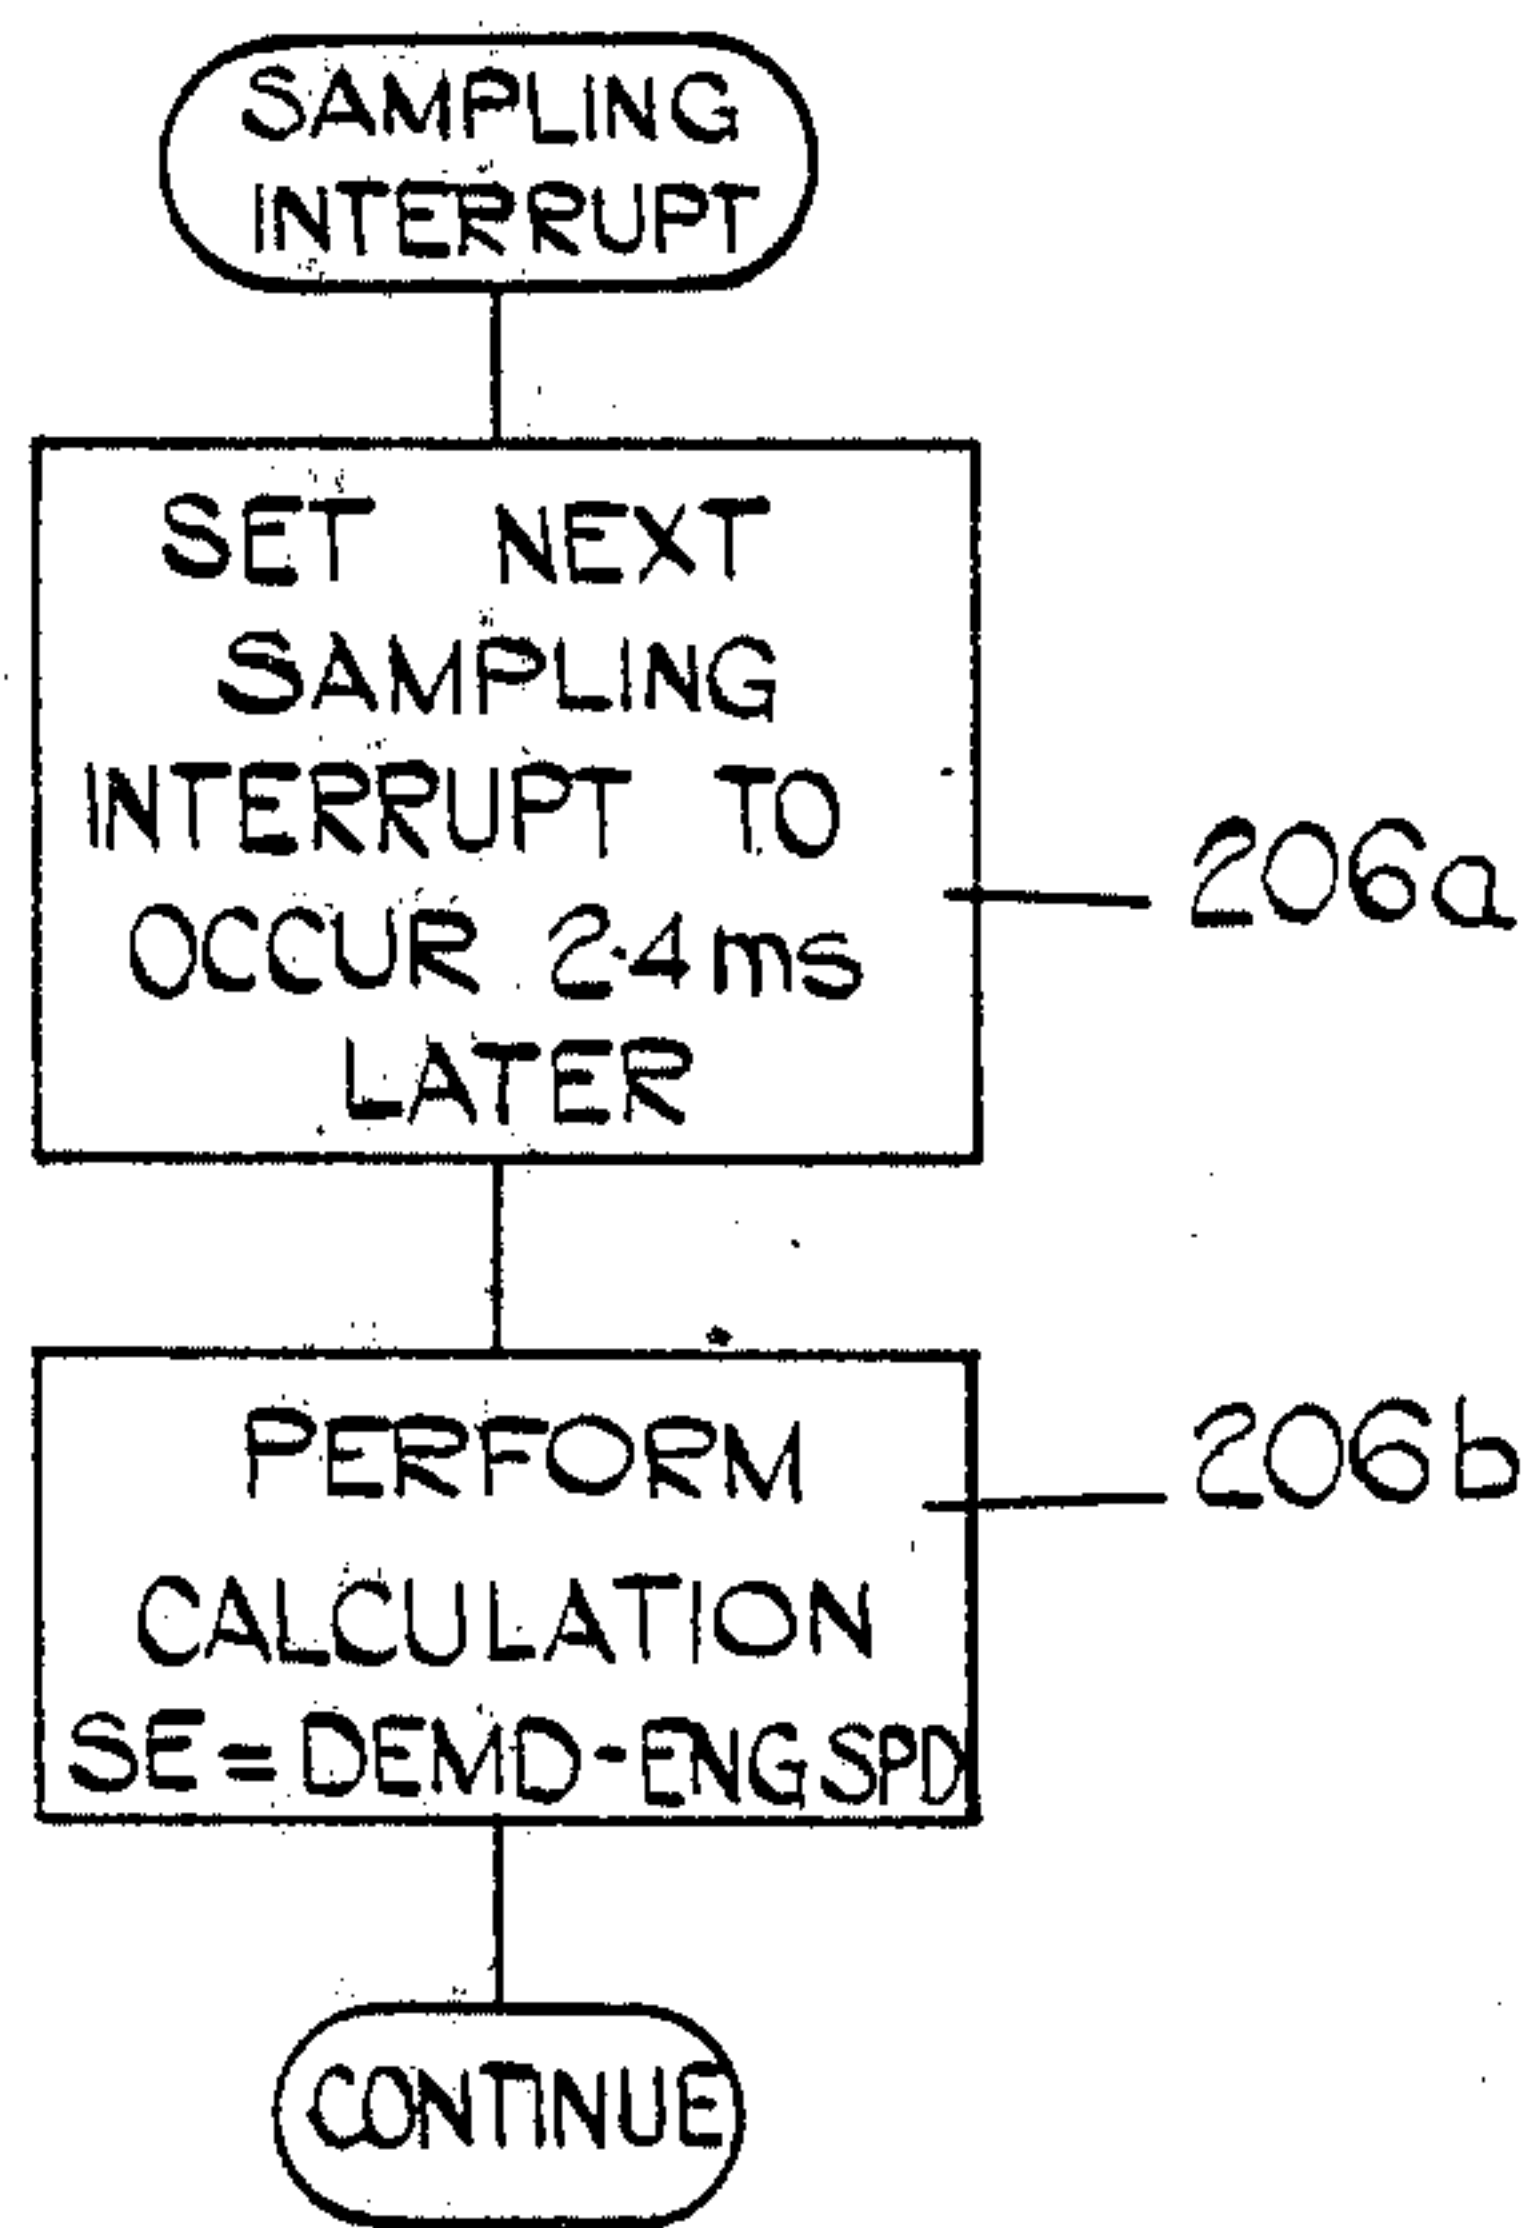 SAMPLING
INTERRUPT
SET NEXT
SAMPLING
INTERRUPT TO
OCCUR 2.4ms
LATER
206a
PERFORM
CALCULATION
SE=DEMD-ENGSPD
206b
CONTINUE